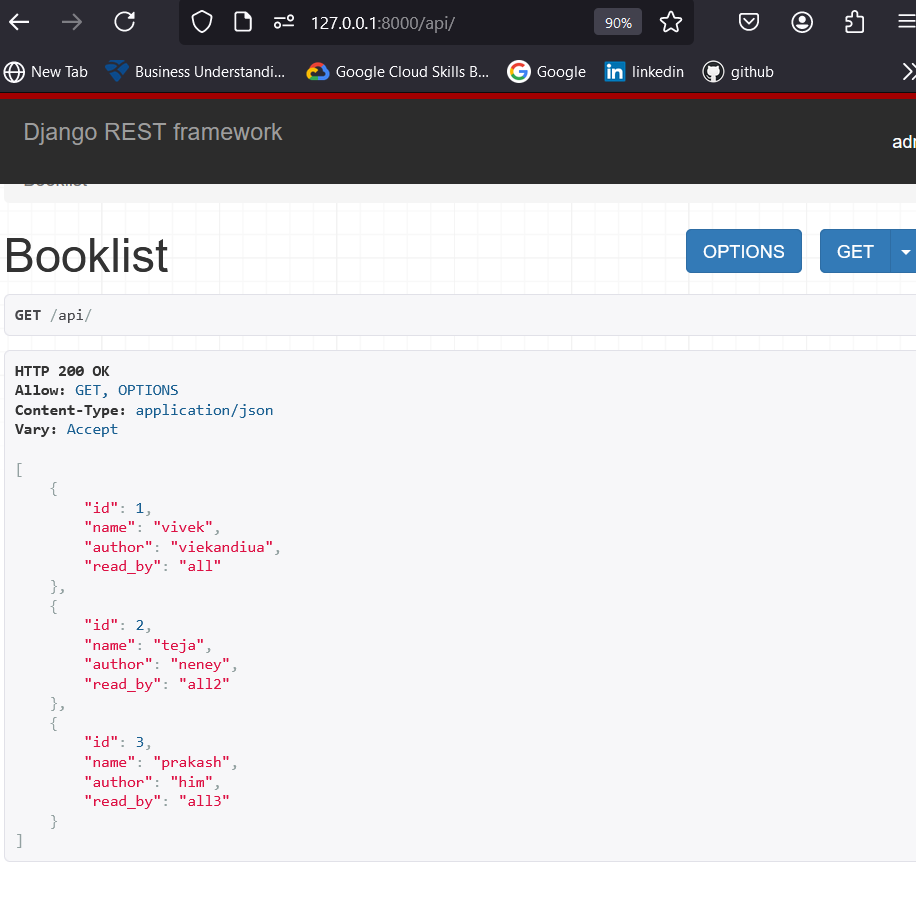 127.0.0.1:8000/api/
90%
New Tab
Business Understandi...
Google Cloud Skills B...
Google
linkedin
github
Django REST framework
Booklist
OPTIONS
GET
GET /api/
HTTP 200 OK
Allow: GET, OPTIONS
Content-Type: application/json
Vary: Accept
[
    {
        "id": 1,
        "name": "vivek",
        "author": "viekandiua",
        "read_by": "all"
    },
    {
        "id": 2,
        "name": "teja",
        "author": "neney",
        "read_by": "all2"
    },
    {
        "id": 3,
        "name": "prakash",
        "author": "him",
        "read_by": "all3"
    }
]